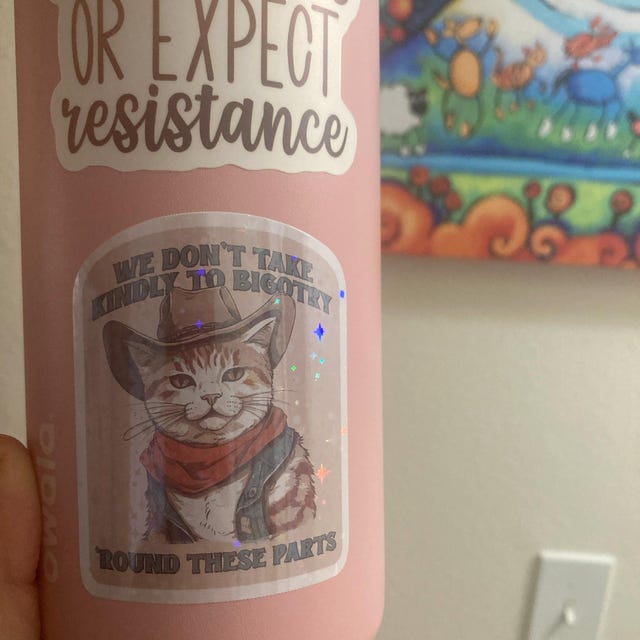 OR EXPECT
resistance
WE DON'T TAKE
KINDLY TO BIGOTRY
'ROUND THESE PARTS
owala